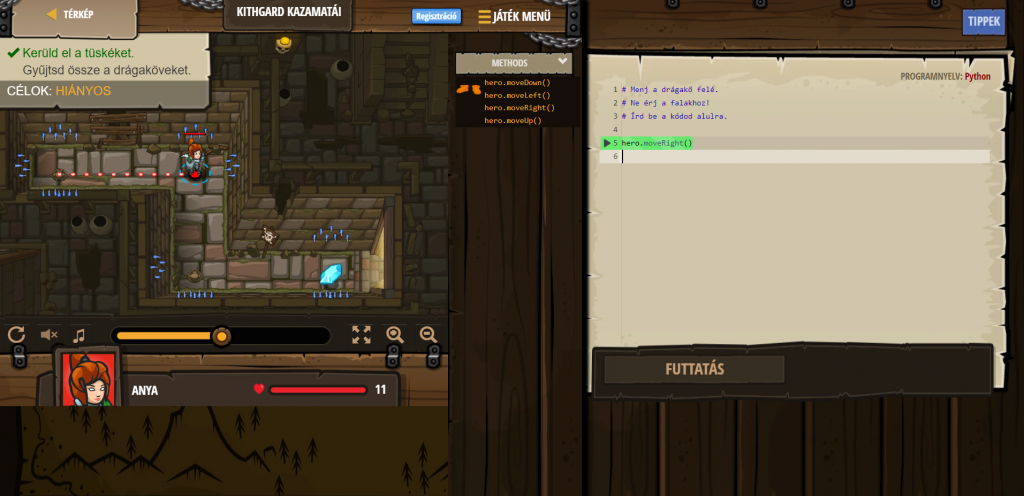 TÉRKÉP
KITHGARD KAZAMATÁI
Regisztráció
JÁTÉK MENÜ
TIPPEK
Kerüld el a tüskéket.
Gyűjtsd össze a drágaköveket.
CÉLOK: HIÁNYOS
METHODS
hero.moveDown()
hero.moveLeft()
hero.moveRight()
hero.moveUp()
PROGRAMNYELV: Python
1 # Menj a drágakő felé.
2 # Ne érj a falakhoz!
3 # Írd be a kódod alulra.
4
5 hero.moveRight()
6
FUTTATÁS
ANYA
11